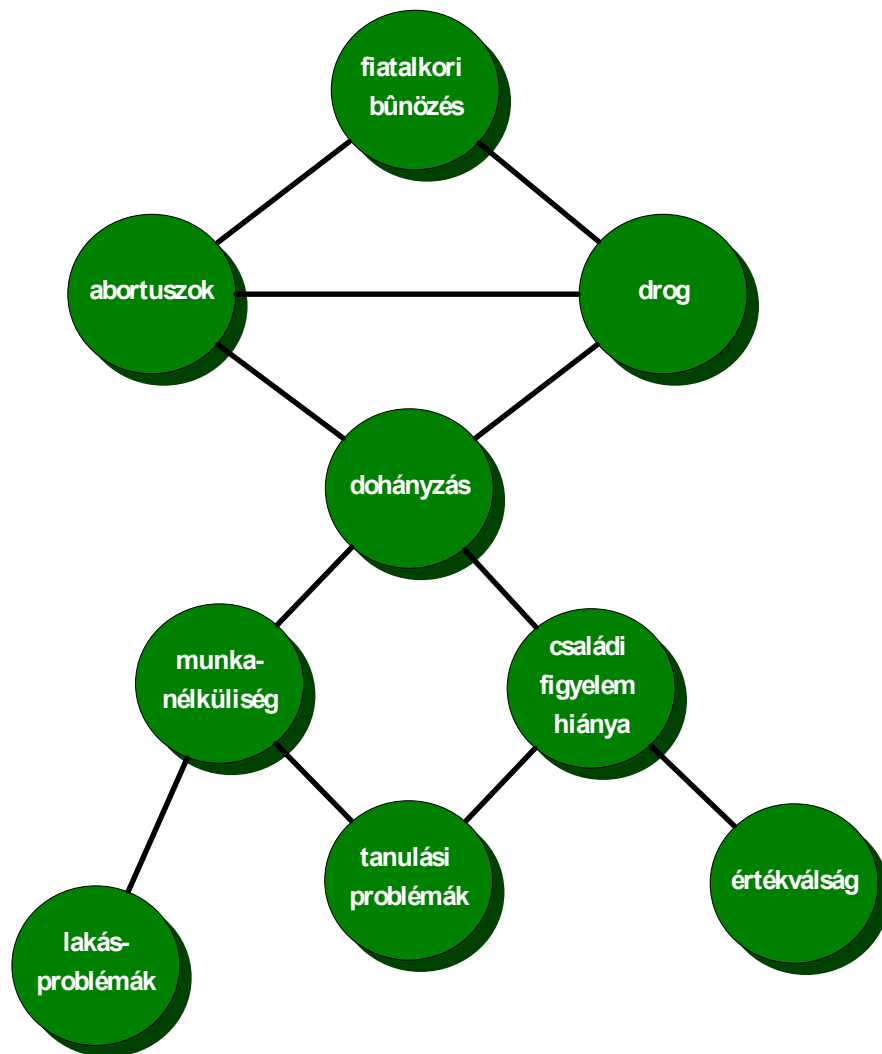 fiatalkori
bûnözés
abortuszok
drog
dohányzás
munka-
nélküliség
családi
figyelem
hiánya
tanulási
problémák
értékválság
lakás-
problémák